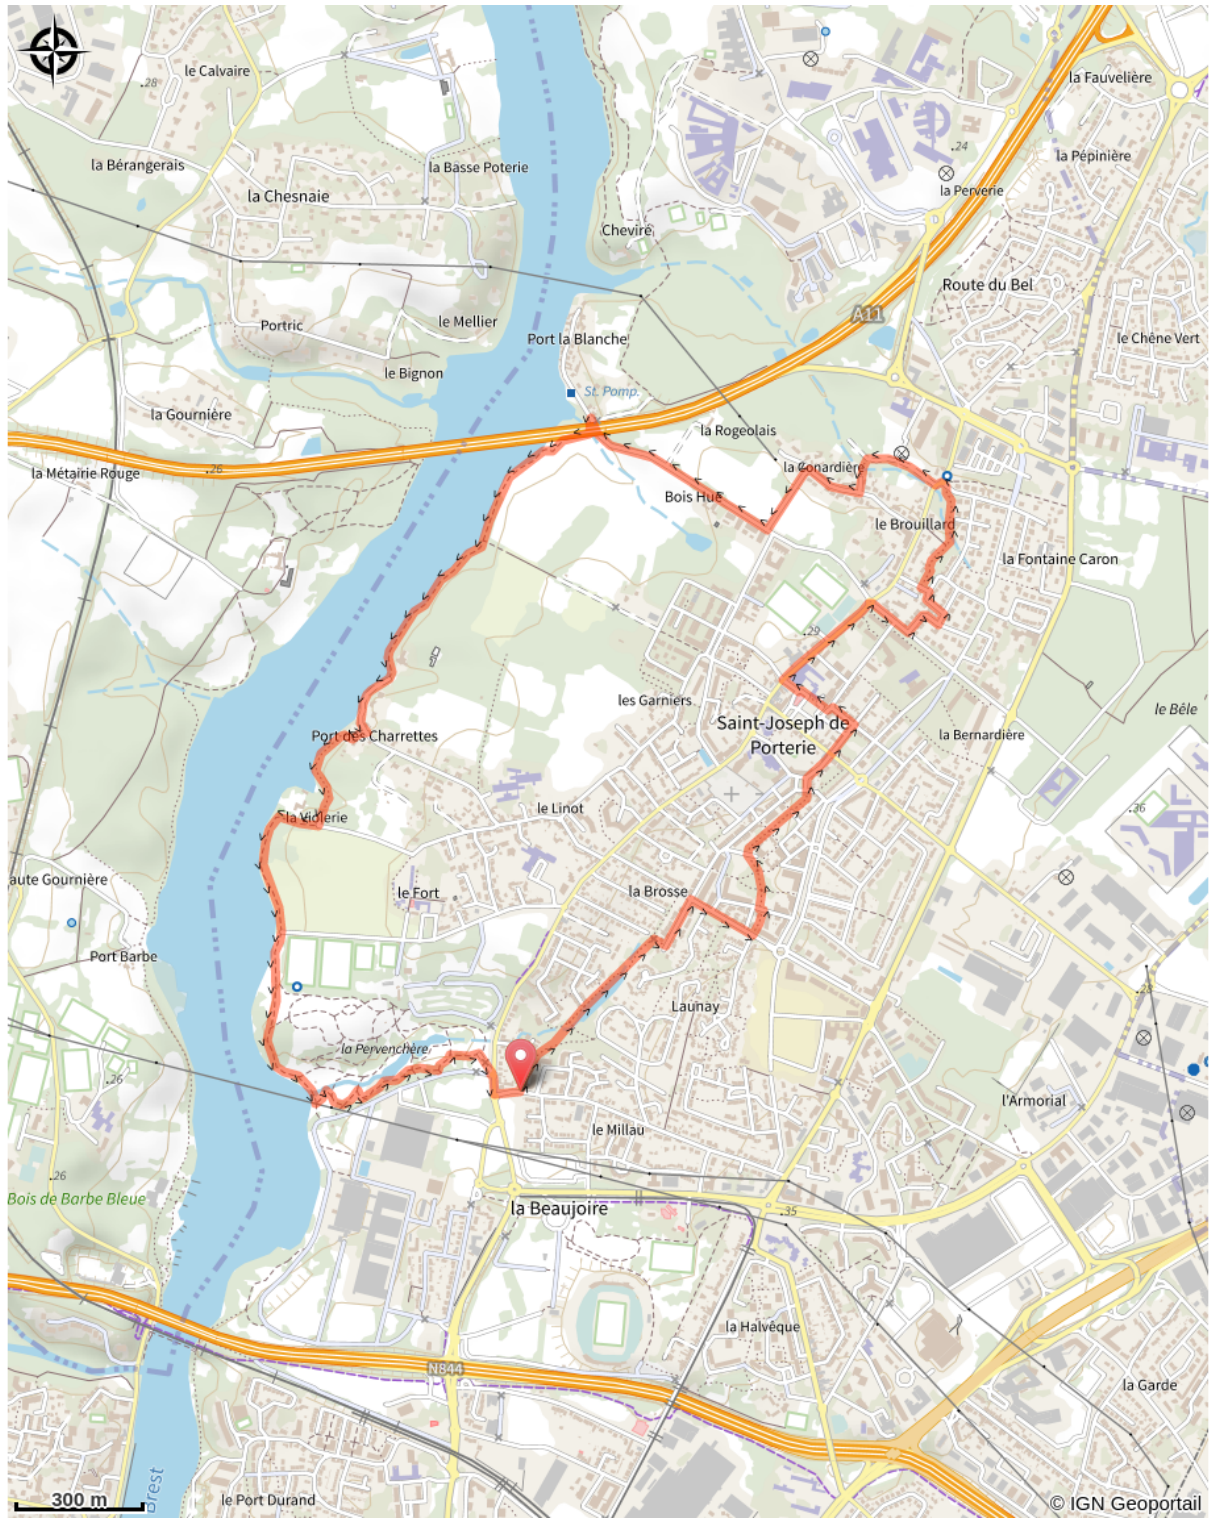 le Calvaire
la Fauvelière
28
24
la Pépinière
la Bérangerais
la Basse Poterie
la Chesnaie
la Perverie
Cheviré
Route du Bel
A11
Portric
le Mellier
Port la Blanche
le Chêne Vert
le Bignon
St. Pomp.
la Gournière
la Rogeolais
la Métairie Rouge
26
la Conardière
Bois Hue
le Brouillard
la Fontaine Caron
29
les Garniers
Saint-Joseph de
Porterie
le Bêle
la Bernardière
Port des Charrettes
le Linot
36
la Violerie
aute Gournière
le Fort
la Brosse
Port Barbe
Launay
28
la Pervenchère
26
l'Armorial
le Millau
26
Bois de Barbe Bleue
la Beaujoire
35
la Halvêque
N844
la Garde
Brest
le Port Durand
300 m
© IGN Geoportail